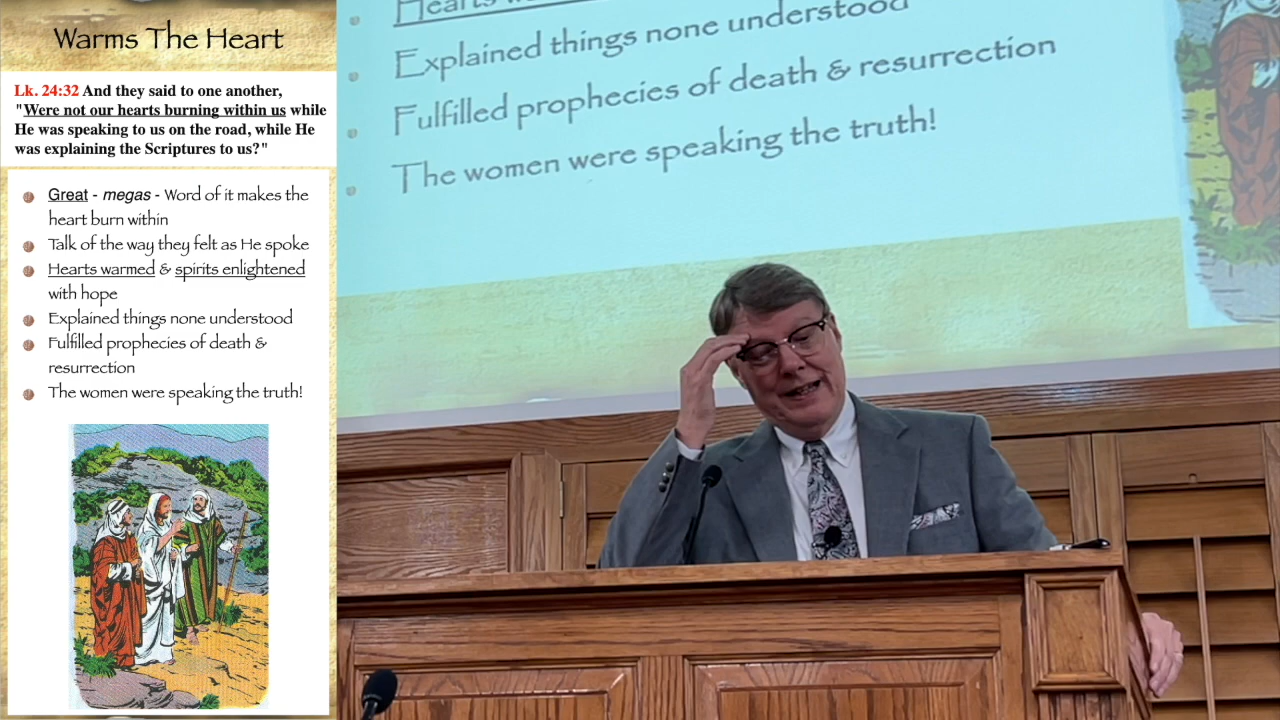 Warms The Heart
Lk. 24:32 And they said to one another,
"Were not our hearts burning within us while
He was speaking to us on the road, while He
was explaining the Scriptures to us?"
Great - megas - Word of it makes the
heart burn within
Talk of the way they felt as He spoke
Hearts warmed & spirits enlightened
with hope
Explained things none understood
Fulfilled prophecies of death &
resurrection
The women were speaking the truth!
Hearts
Explained things none understood
Fulfilled prophecies of death & resurrection
The women were speaking the truth!